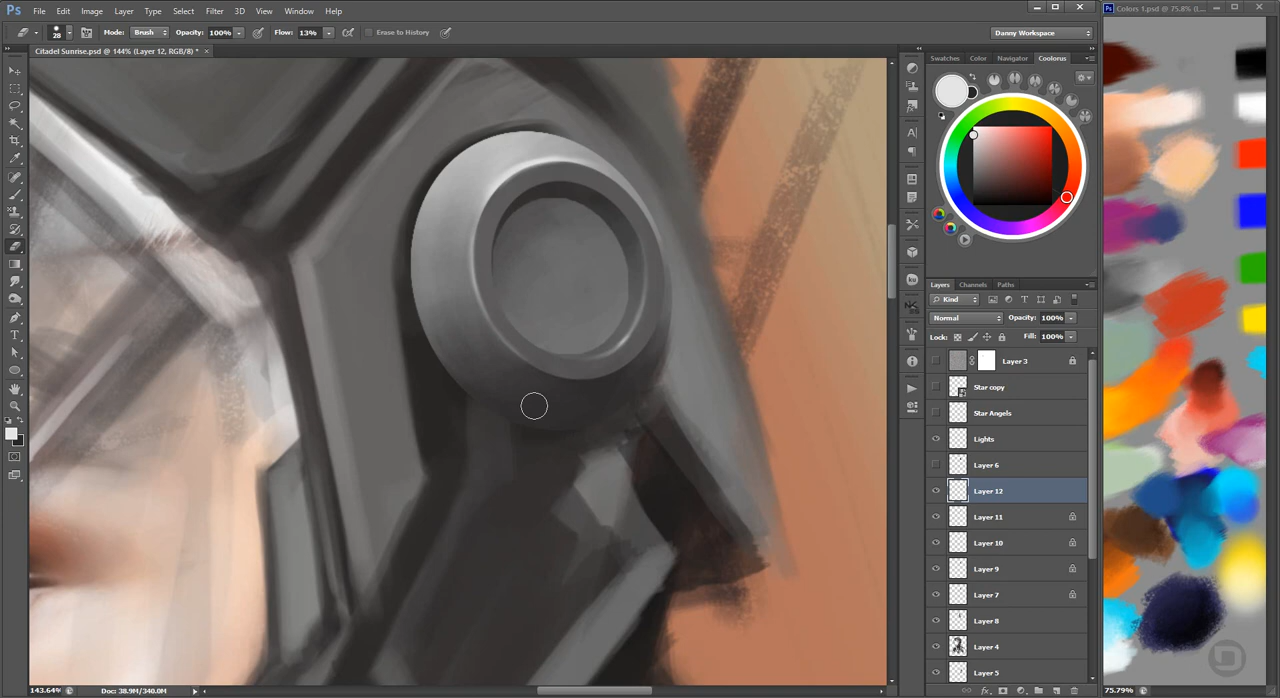 Ps File Edit Image Layer Type Select Filter 3D View Window Help
Ps Colors 1.psd @ 75.8% (L...
28 Mode: Brush Opacity: 100% Flow: 13% Erase to History Danny Workspace
Citadel Sunrise.psd @ 144% (Layer 12, RGB/8) * ×
Swatches Color Navigator Coolorus
Layers Channels Paths
Kind
Normal Opacity: 100%
Lock: Fill: 100%
Layer 3
Star copy
Star Angels
Lights
Layer 6
Layer 12
Layer 11
Layer 10
Layer 9
Layer 7
Layer 8
Layer 4
Layer 5
143.64% Doc: 38.9M/340.0M
75.79%